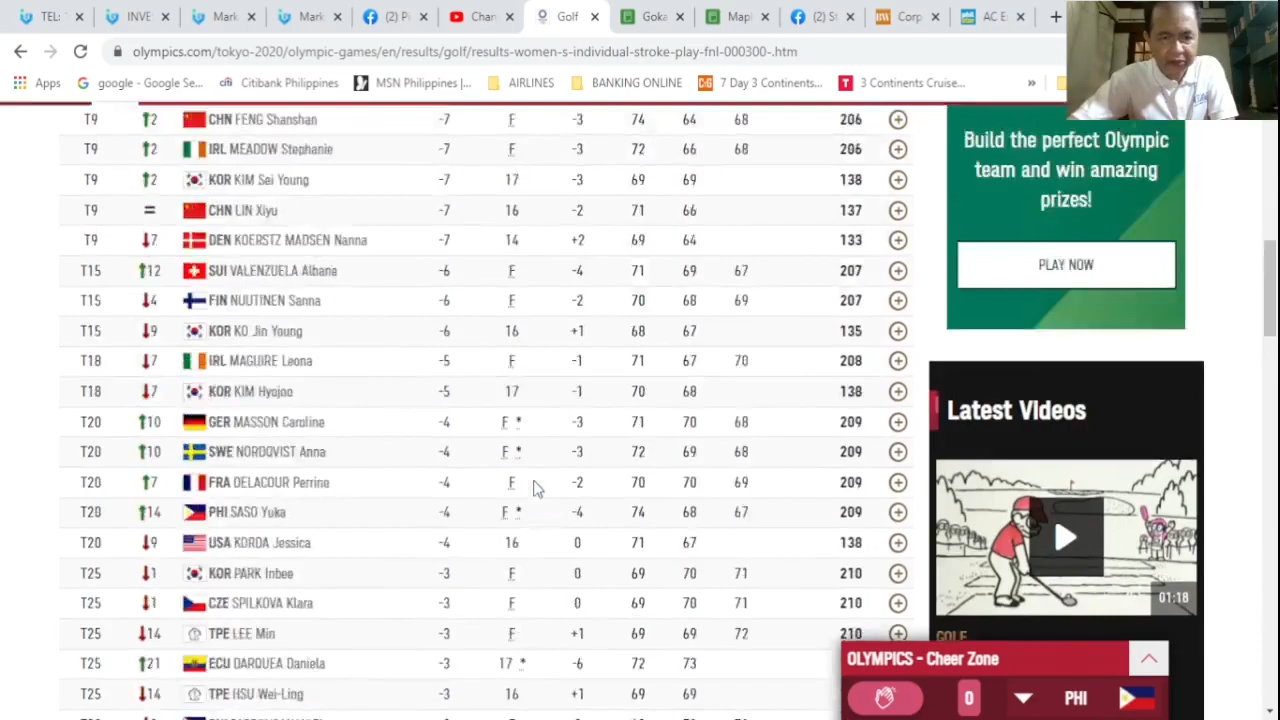 TEL:
INVE
Mark
Mark
(2) Pi
Chan
Golf
Goka
Mapl
(2) S
Corp
AC E
olympics.com/tokyo-2020/olympic-games/en/results/golf/results-women-s-individual-stroke-play-fnl-000300-.htm
Apps google - Google Se... Citibank Philippines MSN Philippines |... AIRLINES BANKING ONLINE 7 Day 3 Continents... 3 Continents Cruise... »
T9 2 CHN FENG Shanshan -7 F -3 74 64 68 206
T9 2 IRL MEADOW Stephanie -7 F -3 72 66 68 206
T9 2 KOR KIM Sei Young -7 17 -3 69 69 138
T9 = CHN LIN Xiyu -7 16 -2 71 66 137
T9 7 DEN KOERSTZ MADSEN Nanna -7 14 +2 69 64 133
T15 12 SUI VALENZUELA Albane -6 F -4 71 69 67 207
T15 4 FIN NUUTINEN Sanna -6 F -2 70 68 69 207
T15 9 KOR KO Jin Young -6 16 +1 68 67 135
T18 7 IRL MAGUIRE Leona -5 F -1 71 67 70 208
T18 7 KOR KIM Hyojoo -5 17 -1 70 68 138
T20 10 GER MASSON Caroline -4 F * -3 71 70 68 209
T20 10 SWE NORDQVIST Anna -4 F * -3 72 69 68 209
T20 7 FRA DELACOUR Perrine -4 F -2 70 70 69 209
T20 14 PHI SASO Yuka -4 F * -4 74 68 67 209
T20 9 USA KORDA Jessica -4 16 0 71 67 138
T25 1 KOR PARK Inbee -3 F 0 69 70 71 210
T25 1 CZE SPILKOVA Klara -3 F 0 69 70 71 210
T25 14 TPE LEE Min -3 F +1 69 69 72 210
T25 21 ECU DARQUEA Daniela -3 17 * -6 72 73
T25 14 TPE HSU Wei-Ling -3 16 +1 69 69
Build the perfect Olympic
team and win amazing
prizes!
PLAY NOW
Latest Videos
01:18
GOLF
OLYMPICS - Cheer Zone
0 PHI